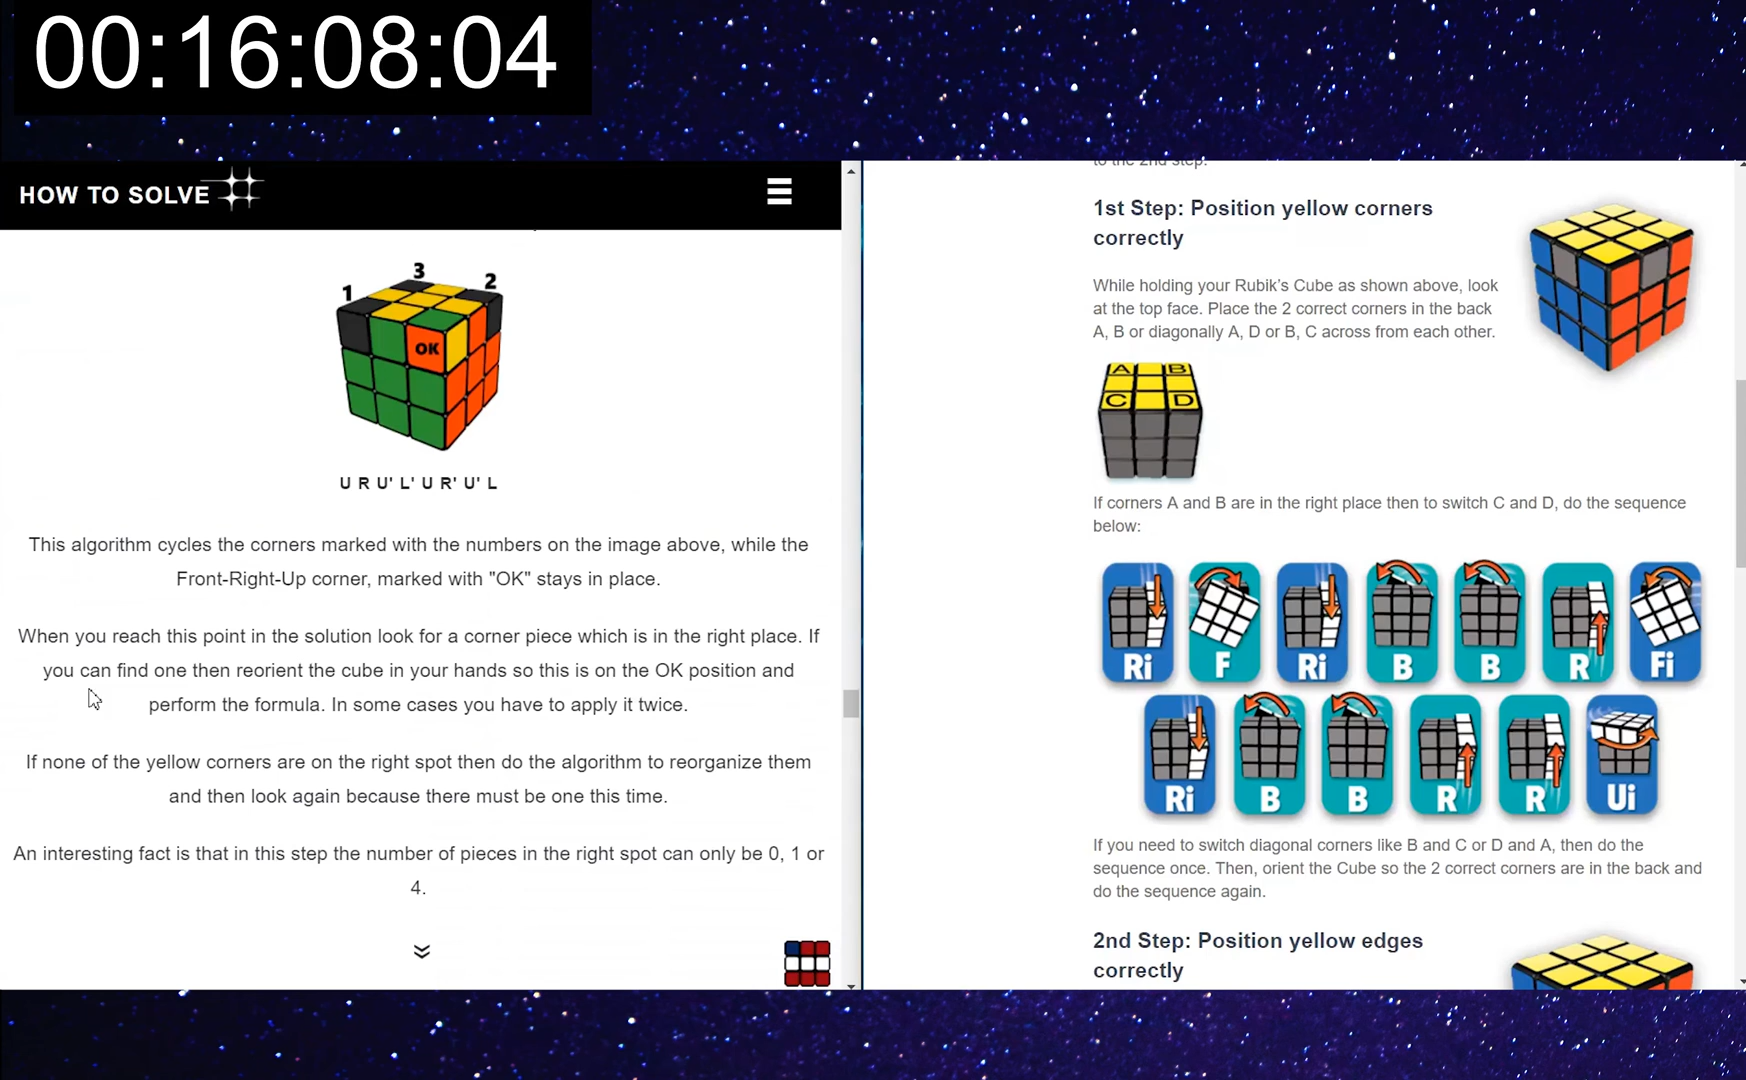 00:16:08:04
HOW TO SOLVE
3
1
2
OK
U R U' L' U R' U' L
This algorithm cycles the corners marked with the numbers on the image above, while the
Front-Right-Up corner, marked with "OK" stays in place.
When you reach this point in the solution look for a corner piece which is in the right place. If
you can find one then reorient the cube in your hands so this is on the OK position and
perform the formula. In some cases you have to apply it twice.
If none of the yellow corners are on the right spot then do the algorithm to reorganize them
and then look again because there must be one this time.
An interesting fact is that in this step the number of pieces in the right spot can only be 0, 1 or
4.
to the 2nd step.
1st Step: Position yellow corners
correctly
While holding your Rubik's Cube as shown above, look
at the top face. Place the 2 correct corners in the back
A, B or diagonally A, D or B, C across from each other.
A B
C D
If corners A and B are in the right place then to switch C and D, do the sequence
below:
Ri F Ri B B R Fi
Ri B B R R Ui
If you need to switch diagonal corners like B and C or D and A, then do the
sequence once. Then, orient the Cube so the 2 correct corners are in the back and
do the sequence again.
2nd Step: Position yellow edges
correctly